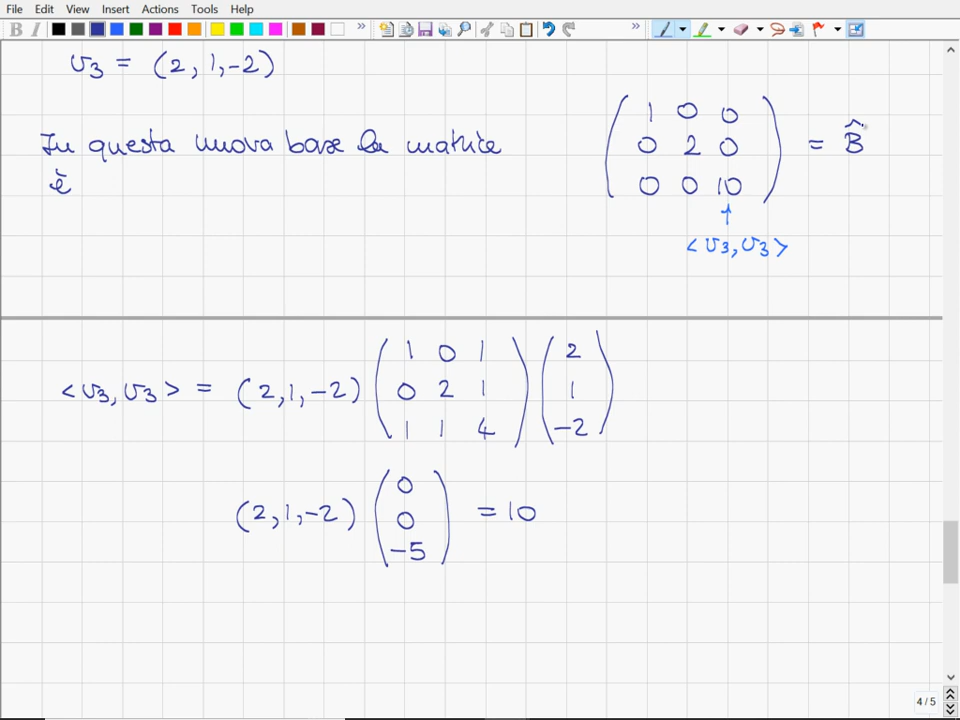 File Edit View Insert Actions Tools Help
B I » »
v3 = (2, 1, -2)
In questa nuova base la matrice
è
( 1 0 0
0 2 0
0 0 10 ) = B̂
↑
<v3, v3>
<v3, v3> = (2, 1, -2) ( 1 0 1
0 2 1
1 1 4 ) ( 2
1
-2 )
(2, 1, -2) ( 0
0
-5 ) = 10
4 / 5